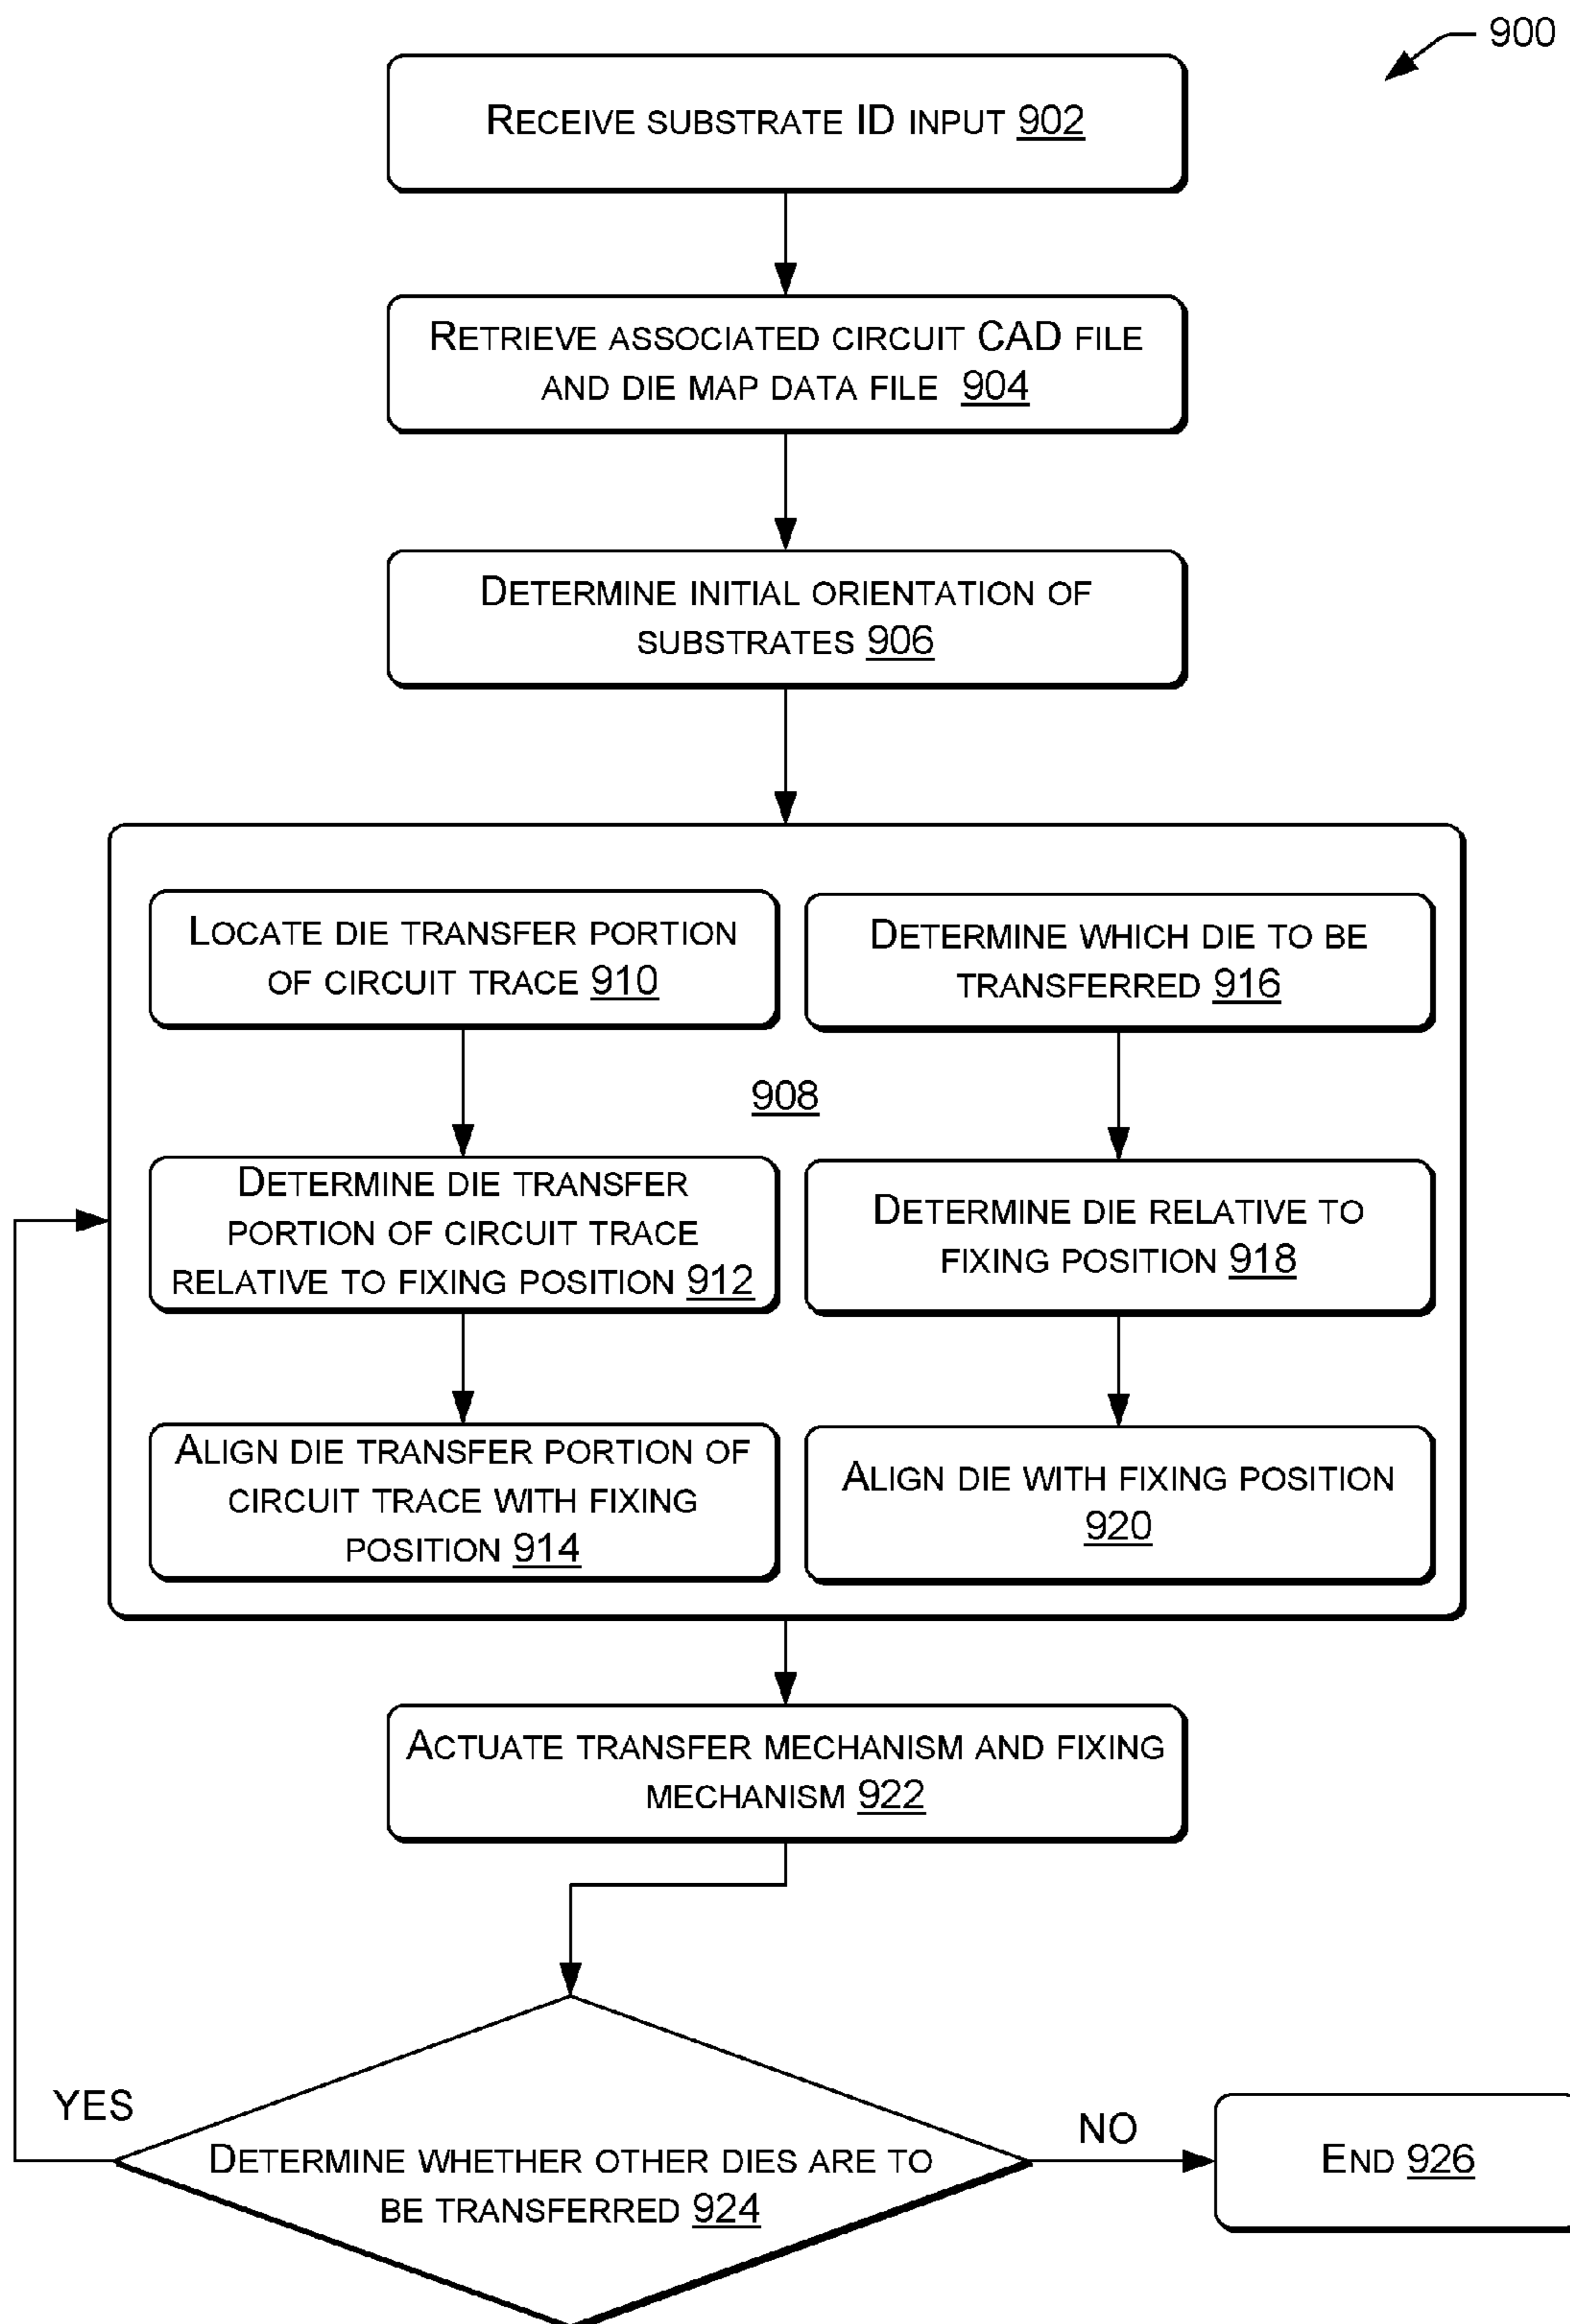 900
RECEIVE SUBSTRATE ID INPUT 902
RETRIEVE ASSOCIATED CIRCUIT CAD FILE
AND DIE MAP DATA FILE 904
DETERMINE INITIAL ORIENTATION OF
SUBSTRATES 906
LOCATE DIE TRANSFER PORTION
OF CIRCUIT TRACE 910
DETERMINE WHICH DIE TO BE
TRANSFERRED 916
908
DETERMINE DIE TRANSFER
PORTION OF CIRCUIT TRACE
RELATIVE TO FIXING POSITION 912
DETERMINE DIE RELATIVE TO
FIXING POSITION 918
ALIGN DIE TRANSFER PORTION OF
CIRCUIT TRACE WITH FIXING
POSITION 914
ALIGN DIE WITH FIXING POSITION
920
ACTUATE TRANSFER MECHANISM AND FIXING
MECHANISM 922
YES
DETERMINE WHETHER OTHER DIES ARE TO
BE TRANSFERRED 924
NO
END 926